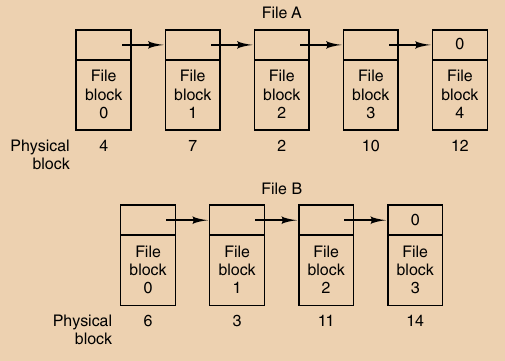 File A
0
File block 0
File block 1
File block 2
File block 3
File block 4
Physical block
4 7 2 10 12
File B
0
File block 0
File block 1
File block 2
File block 3
Physical block
6 3 11 14